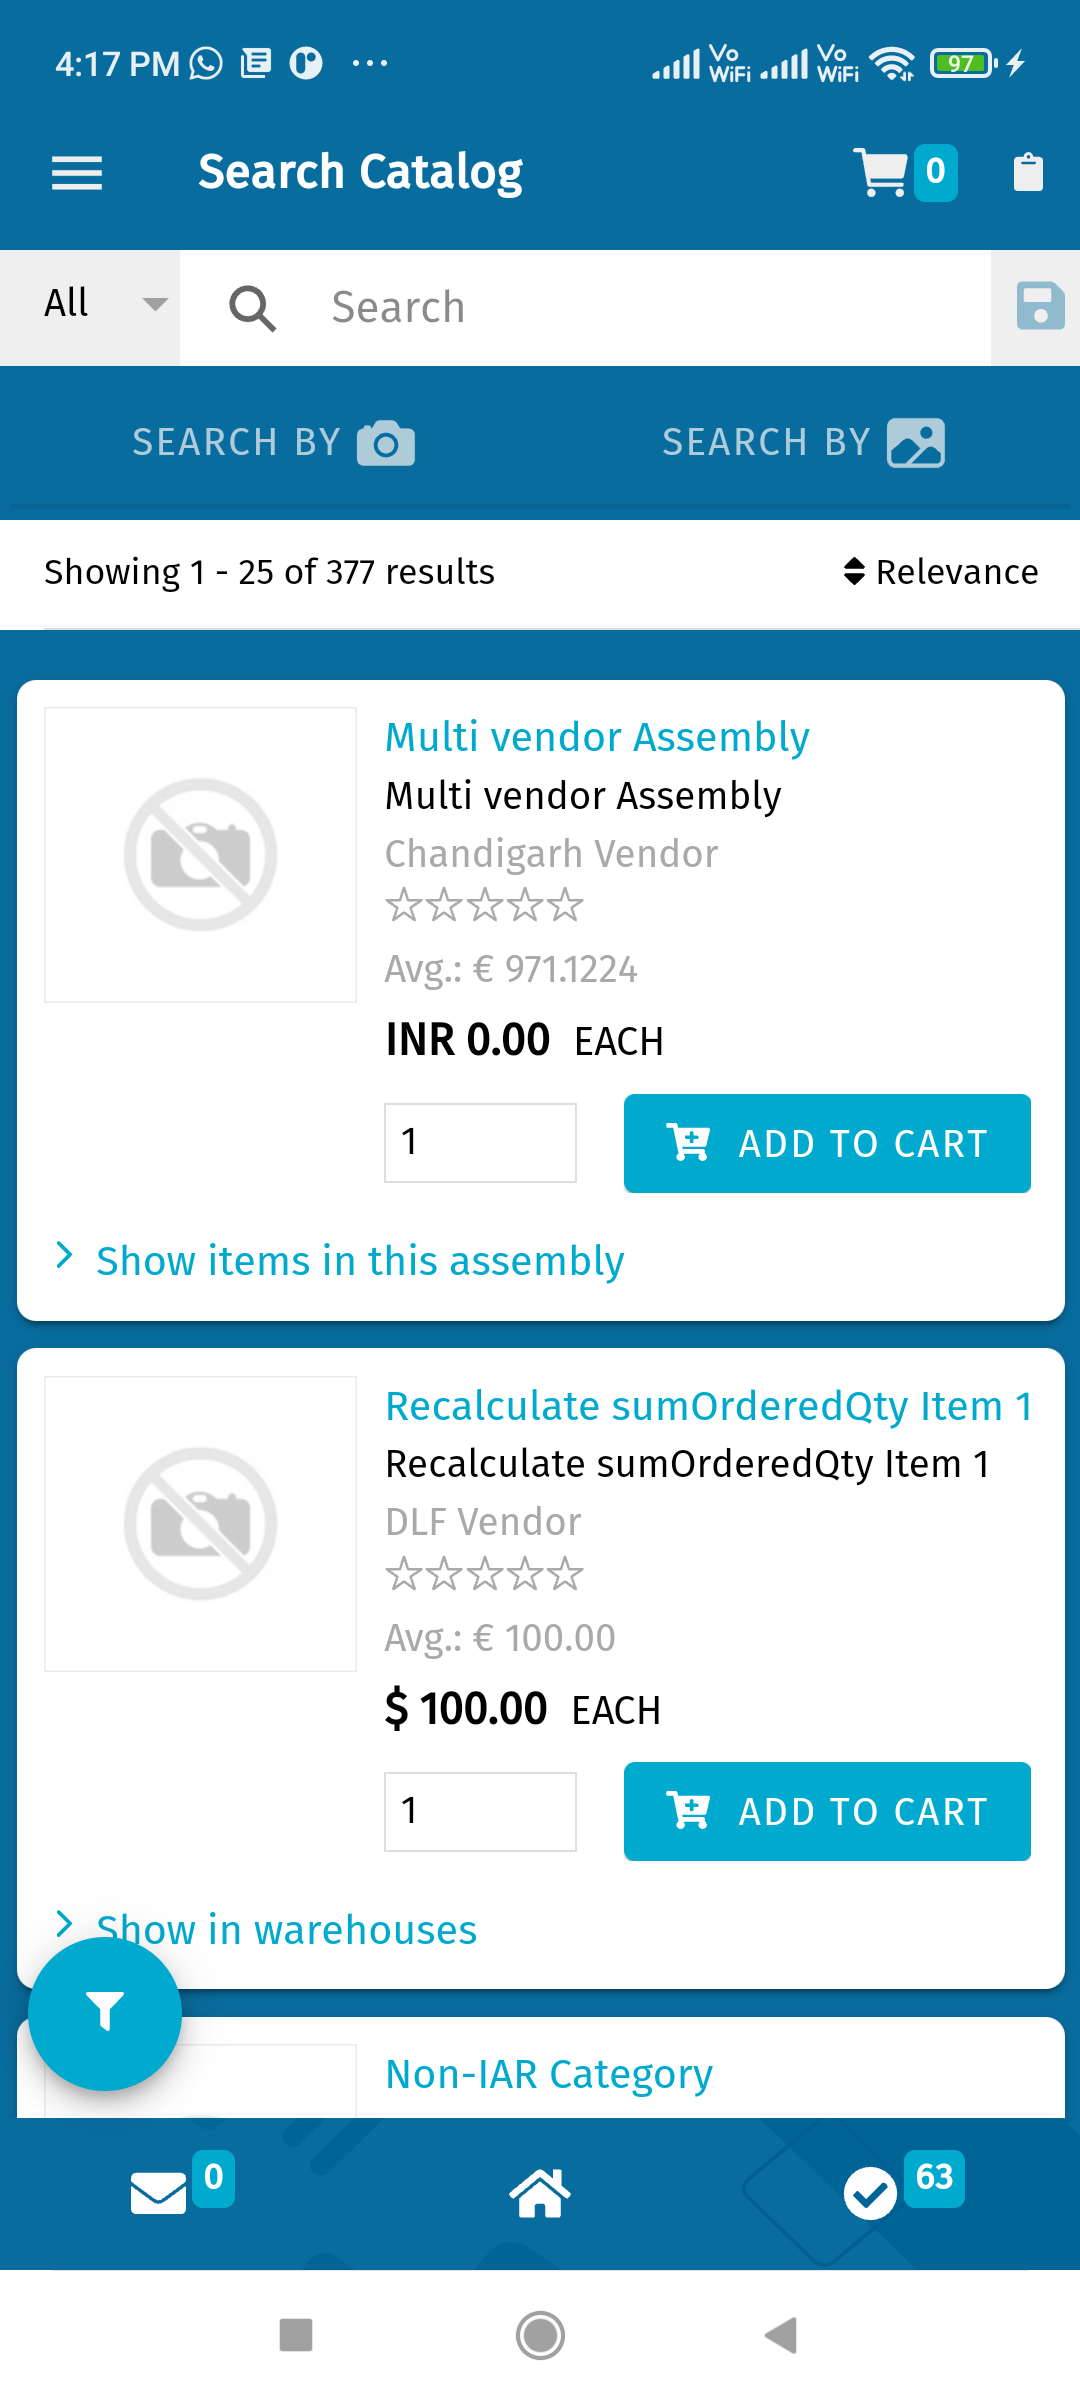 4:17 PM
Vo WiFi Vo WiFi 97
Search Catalog
0
All
Search
SEARCH BY
SEARCH BY
Showing 1 - 25 of 377 results
Relevance
Multi vendor Assembly
Multi vendor Assembly
Chandigarh Vendor
Avg.: € 971.1224
INR 0.00 EACH
1
ADD TO CART
Show items in this assembly
Recalculate sumOrderedQty Item 1
Recalculate sumOrderedQty Item 1
DLF Vendor
Avg.: € 100.00
$ 100.00 EACH
1
ADD TO CART
Show in warehouses
Non-IAR Category
0
63